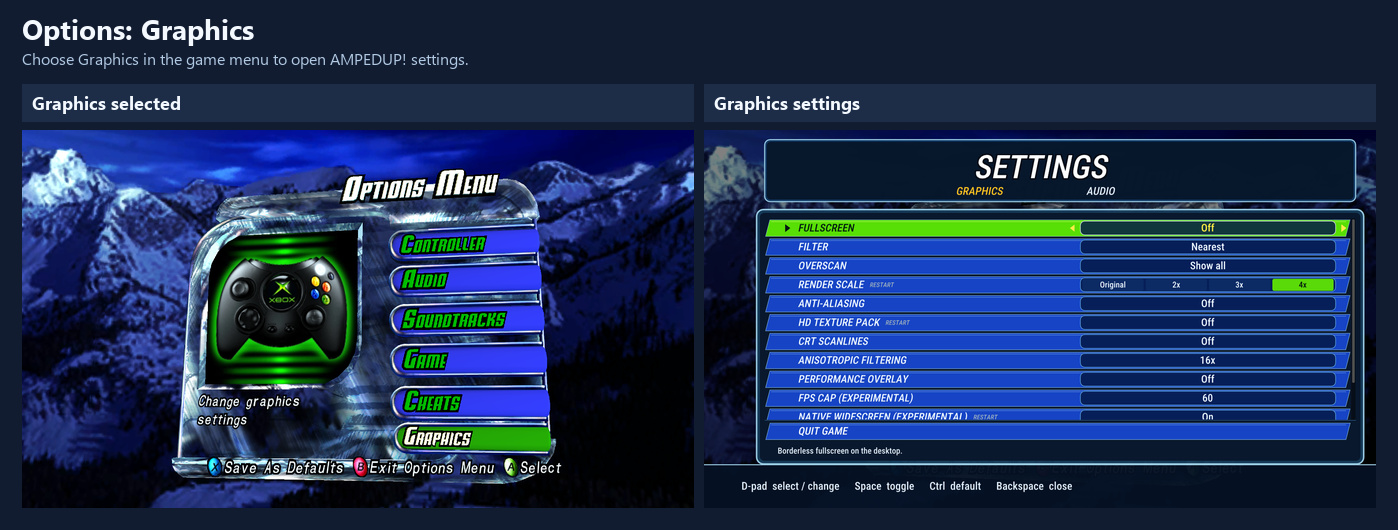 Options: Graphics
Choose Graphics in the game menu to open AMPEDUP! settings.
Graphics selected
Options-Menu
XBOX
Controller
Audio
Soundtracks
Game
Cheats
Graphics
Change graphics
settings
X Save As Defaults B Exit Options Menu A Select
Graphics settings
SETTINGS
GRAPHICS AUDIO
FULLSCREEN Off
FILTER Nearest
OVERSCAN Show all
RENDER SCALE RESTART Original 2x 3x 4x
ANTI-ALIASING Off
HD TEXTURE PACK RESTART Off
CRT SCANLINES Off
ANISOTROPIC FILTERING 16x
PERFORMANCE OVERLAY Off
FPS CAP (EXPERIMENTAL) 60
NATIVE WIDESCREEN (EXPERIMENTAL) RESTART On
QUIT GAME
Borderless fullscreen on the desktop.
D-pad select / change Space toggle Ctrl default Backspace close